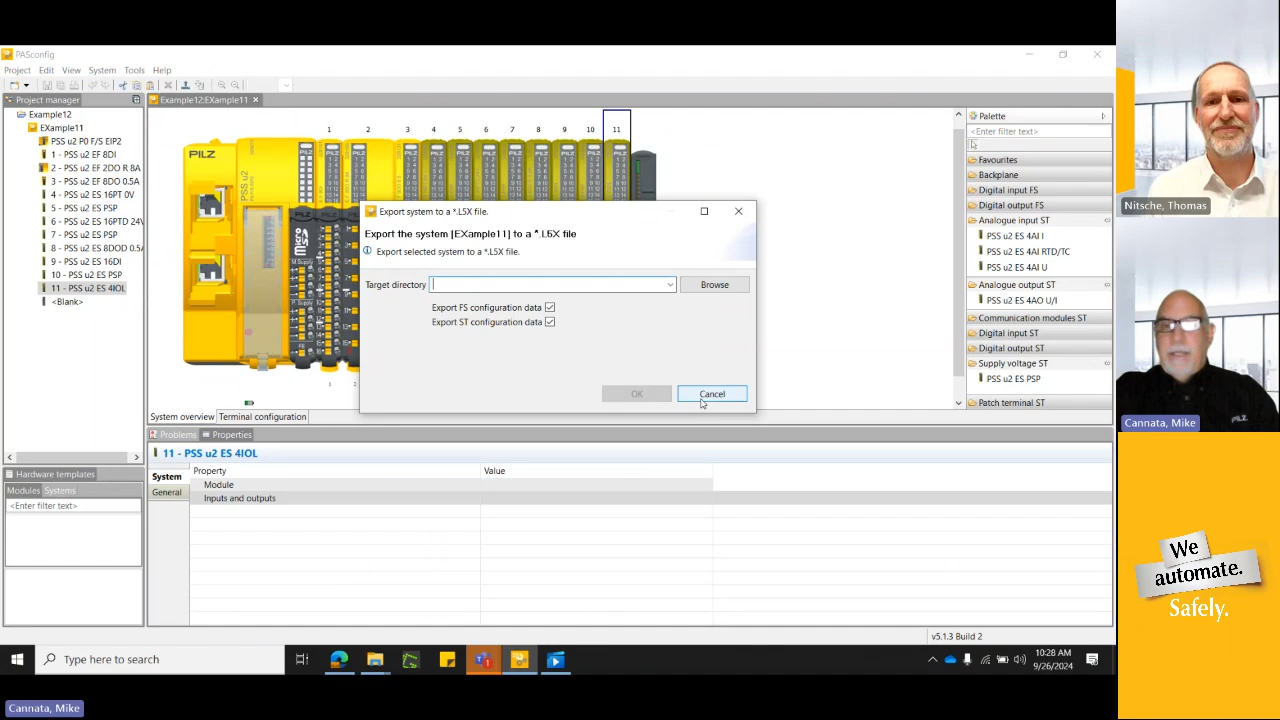 PASconfig
Project Edit View System Tools Help
Project manager
Example12:EXample11
Example12
EXample11
PSS u2 P0 F/S EIP2
1 - PSS u2 EF 8DI
2 - PSS u2 EF 2DO R 8A
3 - PSS u2 EF 8DO 0.5A
4 - PSS u2 ES 16PT 0V
5 - PSS u2 ES PSP
6 - PSS u2 ES 16PTD 24V
7 - PSS u2 ES PSP
8 - PSS u2 ES 8DOD 0.5A
9 - PSS u2 ES 16DI
10 - PSS u2 ES PSP
11 - PSS u2 ES 4IOL
<Blank>
1 2 3 4 5 6 7 8 9 10 11
PILZ
PSS u2
Export system to a *.L5X file.
Export the system [EXample11] to a *.L5X file
Export selected system to a *.L5X file.
Target directory
Browse
Export FS configuration data
Export ST configuration data
OK
Cancel
Palette
<Enter filter text>
Favourites
Backplane
Digital input FS
Digital output FS
Analogue input ST
PSS u2 ES 4AI I
PSS u2 ES 4AI RTD/TC
PSS u2 ES 4AI U
Analogue output ST
PSS u2 ES 4AO U/I
Communication modules ST
Digital input ST
Digital output ST
Supply voltage ST
PSS u2 ES PSP
Patch terminal ST
System overview Terminal configuration
Problems Properties
11 - PSS u2 ES 4IOL
System
General
Property Value
Module
Inputs and outputs
Hardware templates
Modules Systems
<Enter filter text>
v5.1.3 Build 2
Type here to search
10:28 AM
9/26/2024
Nitsche, Thomas
PILZ
Cannata, Mike
We
automate.
Safely.
Cannata, Mike